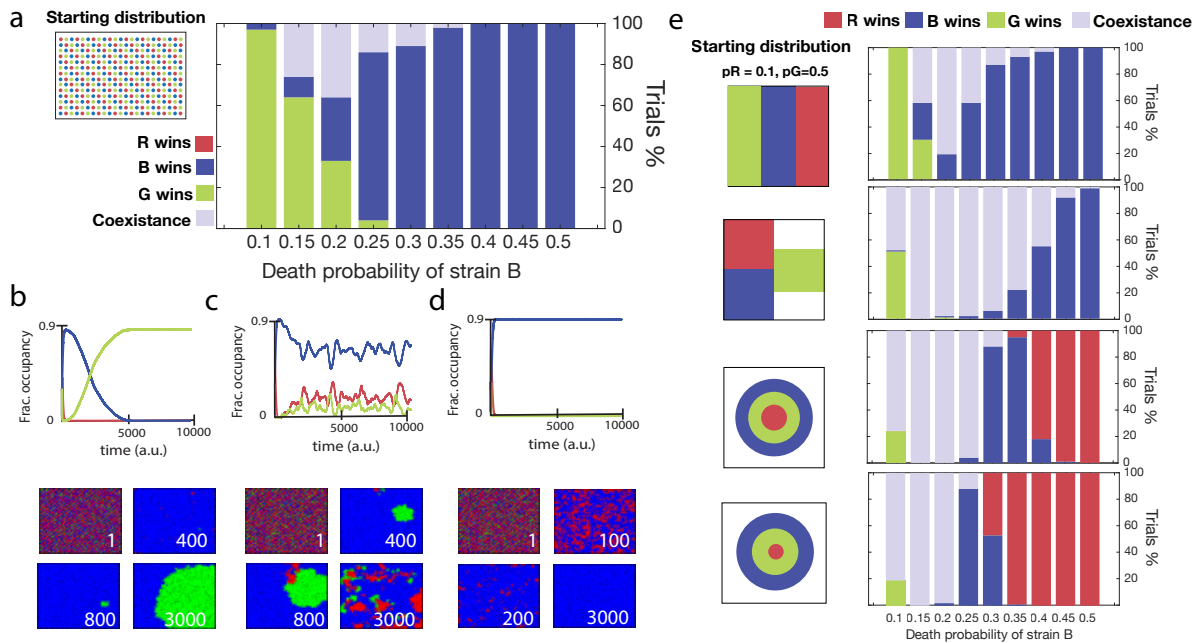 a
Starting distribution
R wins
B wins
G wins
Coexistance
100
80
60
40
20
0
Trials %
0.1 0.15 0.2 0.25 0.3 0.35 0.4 0.45 0.5
Death probability of strain B
b
0.9
0
Frac. occupancy
5000 10000
time (a.u.)
1
400
800
3000
c
0.9
0
Frac. occupancy
5000 10000
time (a.u.)
1
400
800
3000
d
0.9
0
Frac. occupancy
5000 10000
time (a.u.)
1
100
200
3000
e
R wins B wins G wins Coexistance
Starting distribution
pR = 0.1, pG=0.5
100
80
60
40
20
0
Trials %
100
80
60
40
20
0
Trials %
100
80
60
40
20
0
Trials %
100
80
60
40
20
Trials %
0.1 0.15 0.2 0.25 0.3 0.35 0.4 0.45 0.5
Death probability of strain B